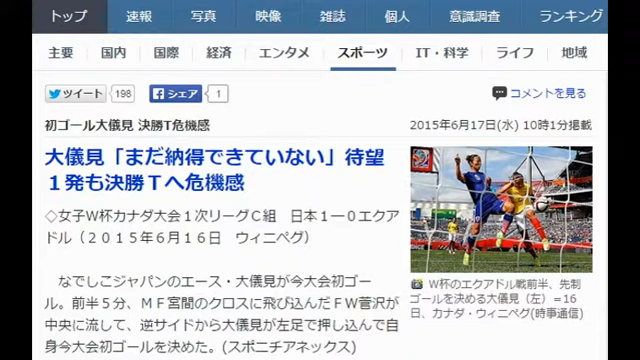 トップ 速報 写真 映像 雑誌 個人 意識調査 ランキング
主要 国内 国際 経済 エンタメ スポーツ IT・科学 ライフ 地域
ツイート 198 シェア 1 コメントを見る
初ゴール大儀見 決勝T危機感 2015年6月17日(水) 10時1分掲載
大儀見「まだ納得できていない」待望
１発も決勝Ｔへ危機感
◇女子Ｗ杯カナダ大会１次リーグＣ組　日本１―０エクア
ドル（２０１５年６月１６日　ウィニペグ）
なでしこジャパンのエース・大儀見が今大会初ゴー
ル。前半５分、ＭＦ宮間のクロスに飛び込んだＦＷ菅沢が
中央に流して、逆サイドから大儀見が左足で押し込んで自
身今大会初ゴールを決めた。(スポニチアネックス)
Ｗ杯のエクアドル戦前半、先制
ゴールを決める大儀見（左）＝16
日、カナダ・ウィニペグ(時事通信)